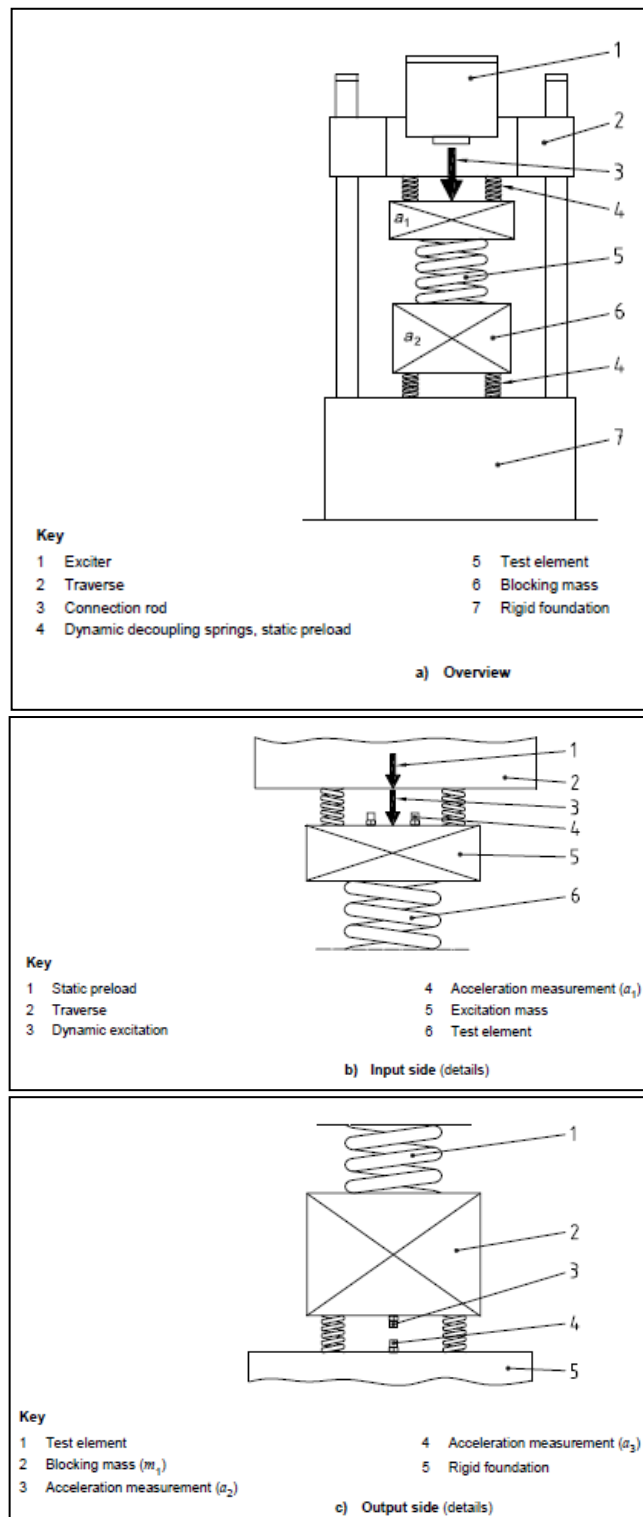 1
2
3
4
a1
5
a2
6
4
7
Key
1 Exciter
2 Traverse
3 Connection rod
4 Dynamic decoupling springs, static preload
5 Test element
6 Blocking mass
7 Rigid foundation
a) Overview
1
2
3
4
5
6
Key
1 Static preload
2 Traverse
3 Dynamic excitation
4 Acceleration measurement (a1)
5 Excitation mass
6 Test element
b) Input side (details)
1
2
3
4
5
Key
1 Test element
2 Blocking mass (m1)
3 Acceleration measurement (a2)
4 Acceleration measurement (a3)
5 Rigid foundation
c) Output side (details)